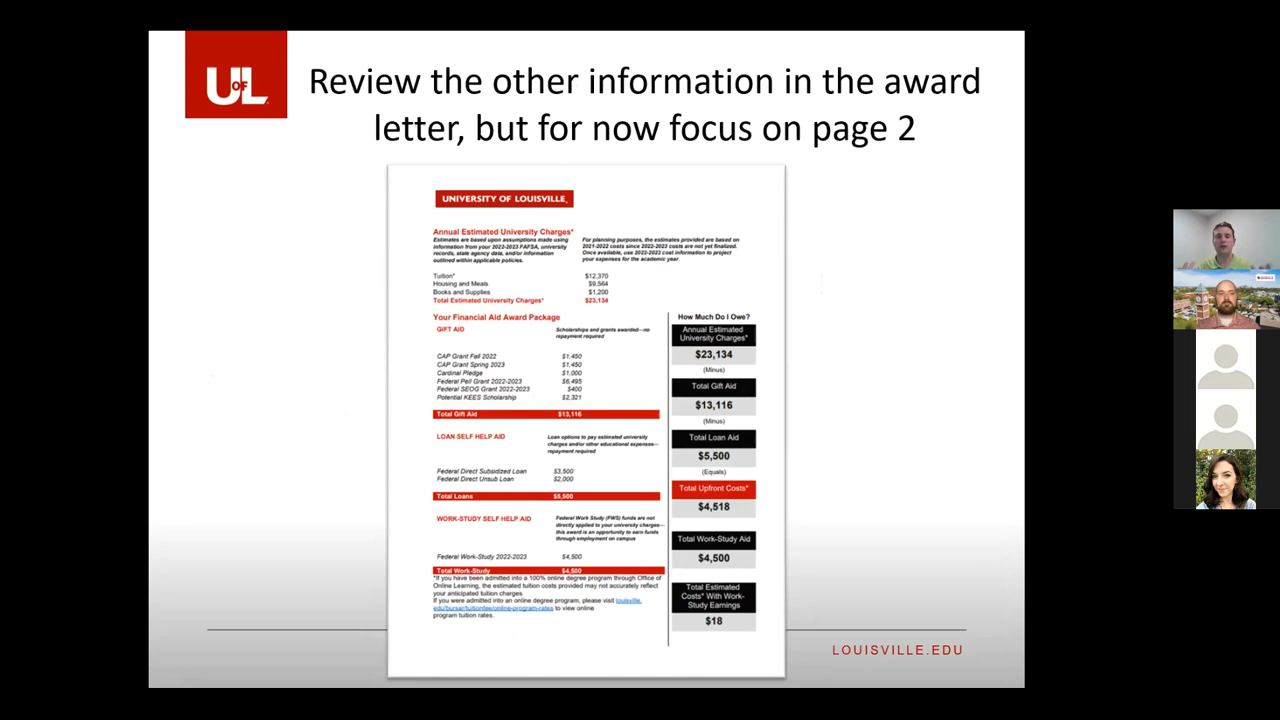 UofL
Review the other information in the award
letter, but for now focus on page 2
UNIVERSITY OF LOUISVILLE.
Annual Estimated University Charges*
Estimates are based upon assumptions made using
information from your 2022-2023 FAFSA, university
records, state agency data, and/or information
outlined within applicable policies.
For planning purposes, the estimates provided are based on
2021-2022 costs since 2022-2023 costs are not yet finalized.
Once available, use 2022-2023 cost information to project
your expenses for the academic year.
Tuition* $12,370
Housing and Meals $9,564
Books and Supplies $1,200
Total Estimated University Charges* $23,134
Your Financial Aid Award Package
GIFT AID
Scholarships and grants awarded—no
repayment required
CAP Grant Fall 2022 $1,450
CAP Grant Spring 2023 $1,450
Cardinal Pledge $1,000
Federal Pell Grant 2022-2023 $6,495
Federal SEOG Grant 2022-2023 $400
Potential KEES Scholarship $2,321
Total Gift Aid $13,116
LOAN SELF HELP AID
Loan options to pay estimated university
charges and/or other educational expenses—
repayment required
Federal Direct Subsidized Loan $3,500
Federal Direct Unsub Loan $2,000
Total Loans $5,500
WORK-STUDY SELF HELP AID
Federal Work Study (FWS) funds are not
directly applied to your university charges—
this award is an opportunity to earn funds
through employment on campus
Federal Work-Study 2022-2023 $4,500
Total Work-Study $4,500
*If you have been admitted into a 100% online degree program through Office of
Online Learning, the estimated tuition costs provided may not accurately reflect
your anticipated tuition charges.
If you were admitted into an online degree program, please visit louisville.
edu/bursar/tuitionfee/online-program-rates to view online
program tuition rates.
How Much Do I Owe?
Annual Estimated
University Charges*
$23,134
(Minus)
Total Gift Aid
$13,116
(Minus)
Total Loan Aid
$5,500
(Equals)
Total Upfront Costs*
$4,518
Total Work-Study Aid
$4,500
Total Estimated
Costs* With Work-
Study Earnings
$18
LOUISVILLE.EDU